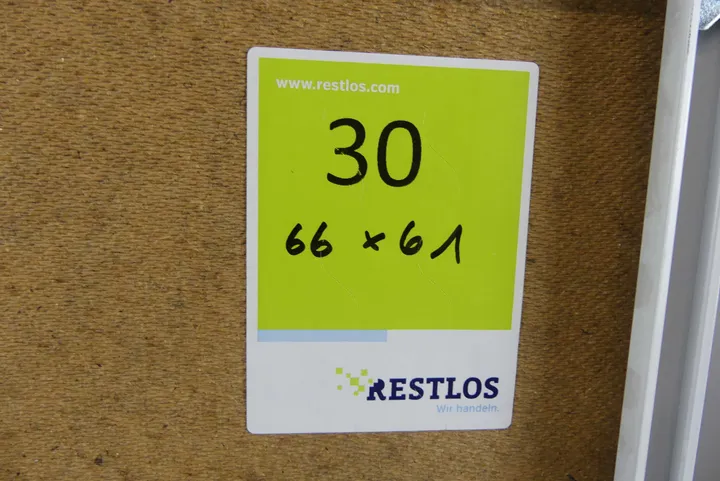 www.restlos.com
30
66 x 61
RESTLOS
Wir handeln.